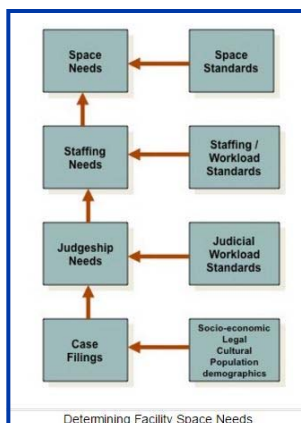 Space
Needs
Space
Standards
Staffing
Needs
Staffing /
Workload
Standards
Judgeship
Needs
Judicial
Workload
Standards
Case
Filings
Socio-economic
Legal
Cultural
Population
demographics
Determining Facility Space Needs